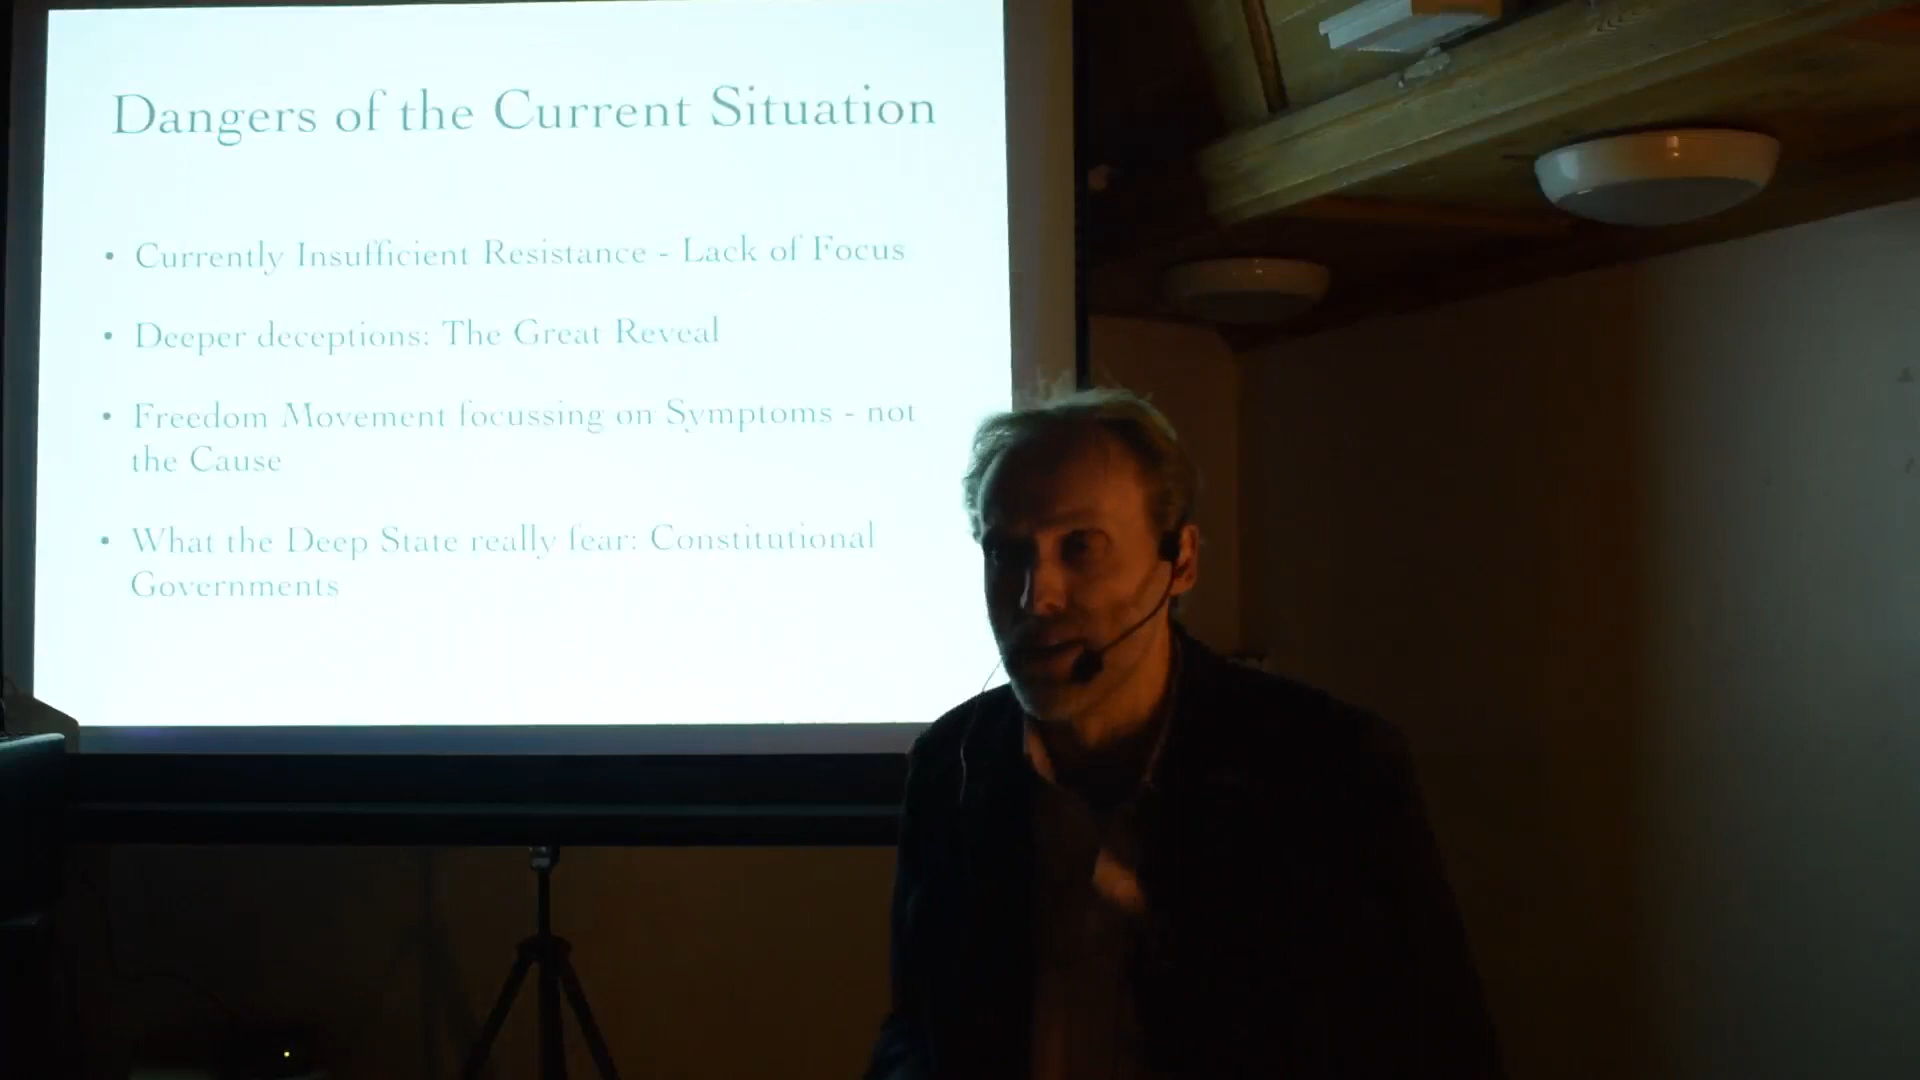 Dangers of the Current Situation
• Currently Insufficient Resistance - Lack of Focus
• Deeper deceptions: The Great Reveal
• Freedom Movement focussing on Symptoms - not
the Cause
• What the Deep State really fear: Constitutional
Governments